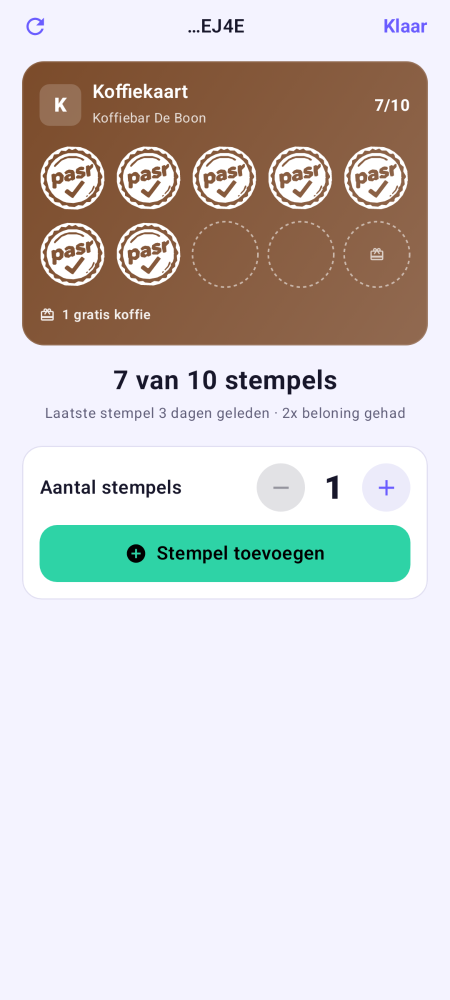 …EJ4E
Klaar
K
Koffiekaart
Koffiebar De Boon
7/10
pasr pasr pasr pasr pasr
pasr pasr
1 gratis koffie
7 van 10 stempels
Laatste stempel 3 dagen geleden · 2x beloning gehad
Aantal stempels
1
Stempel toevoegen